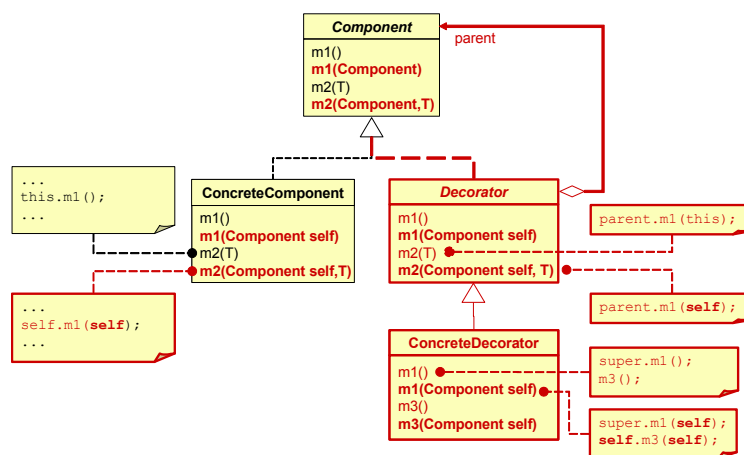 Component
parent
m1()
m1(Component)
m2(T)
m2(Component,T)
...
this.m1();
...
ConcreteComponent
m1()
m1(Component self)
m2(T)
m2(Component self,T)
...
self.m1(self);
...
Decorator
m1()
m1(Component self)
m2(T)
m2(Component self, T)
parent.m1(this);
parent.m1(self);
ConcreteDecorator
m1()
m1(Component self)
m3()
m3(Component self)
super.m1();
m3();
super.m1(self);
self.m3(self);